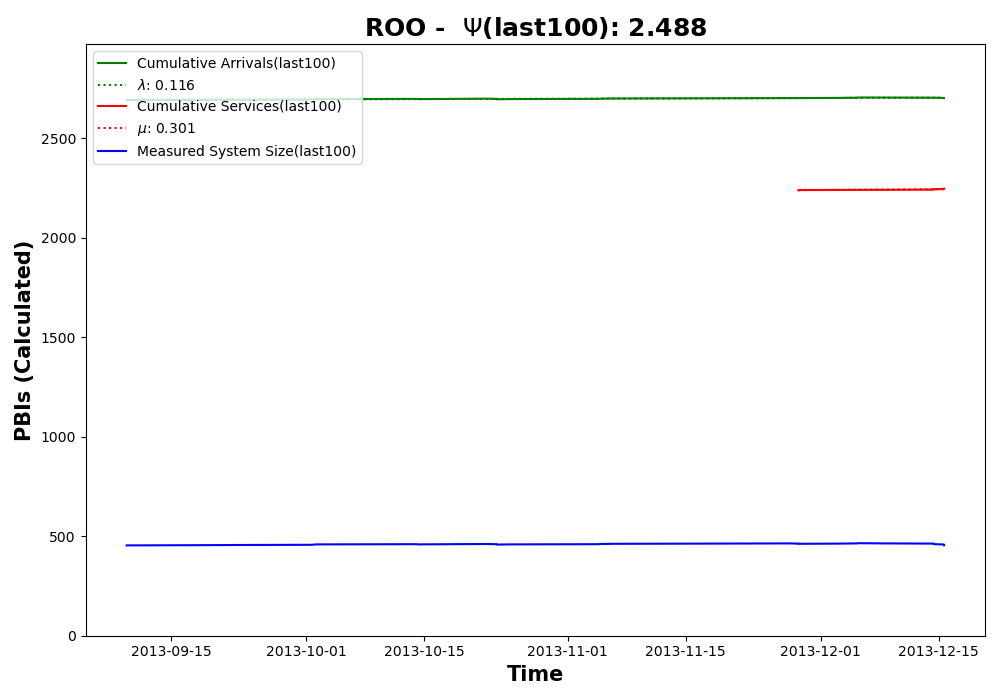 ROO -  Ψ(last100): 2.488
Cumulative Arrivals(last100)
λ: 0.116
Cumulative Services(last100)
μ: 0.301
Measured System Size(last100)
PBIs (Calculated)
2500
2000
1500
1000
500
0
2013-09-15 2013-10-01 2013-10-15 2013-11-01 2013-11-15 2013-12-01 2013-12-15
Time